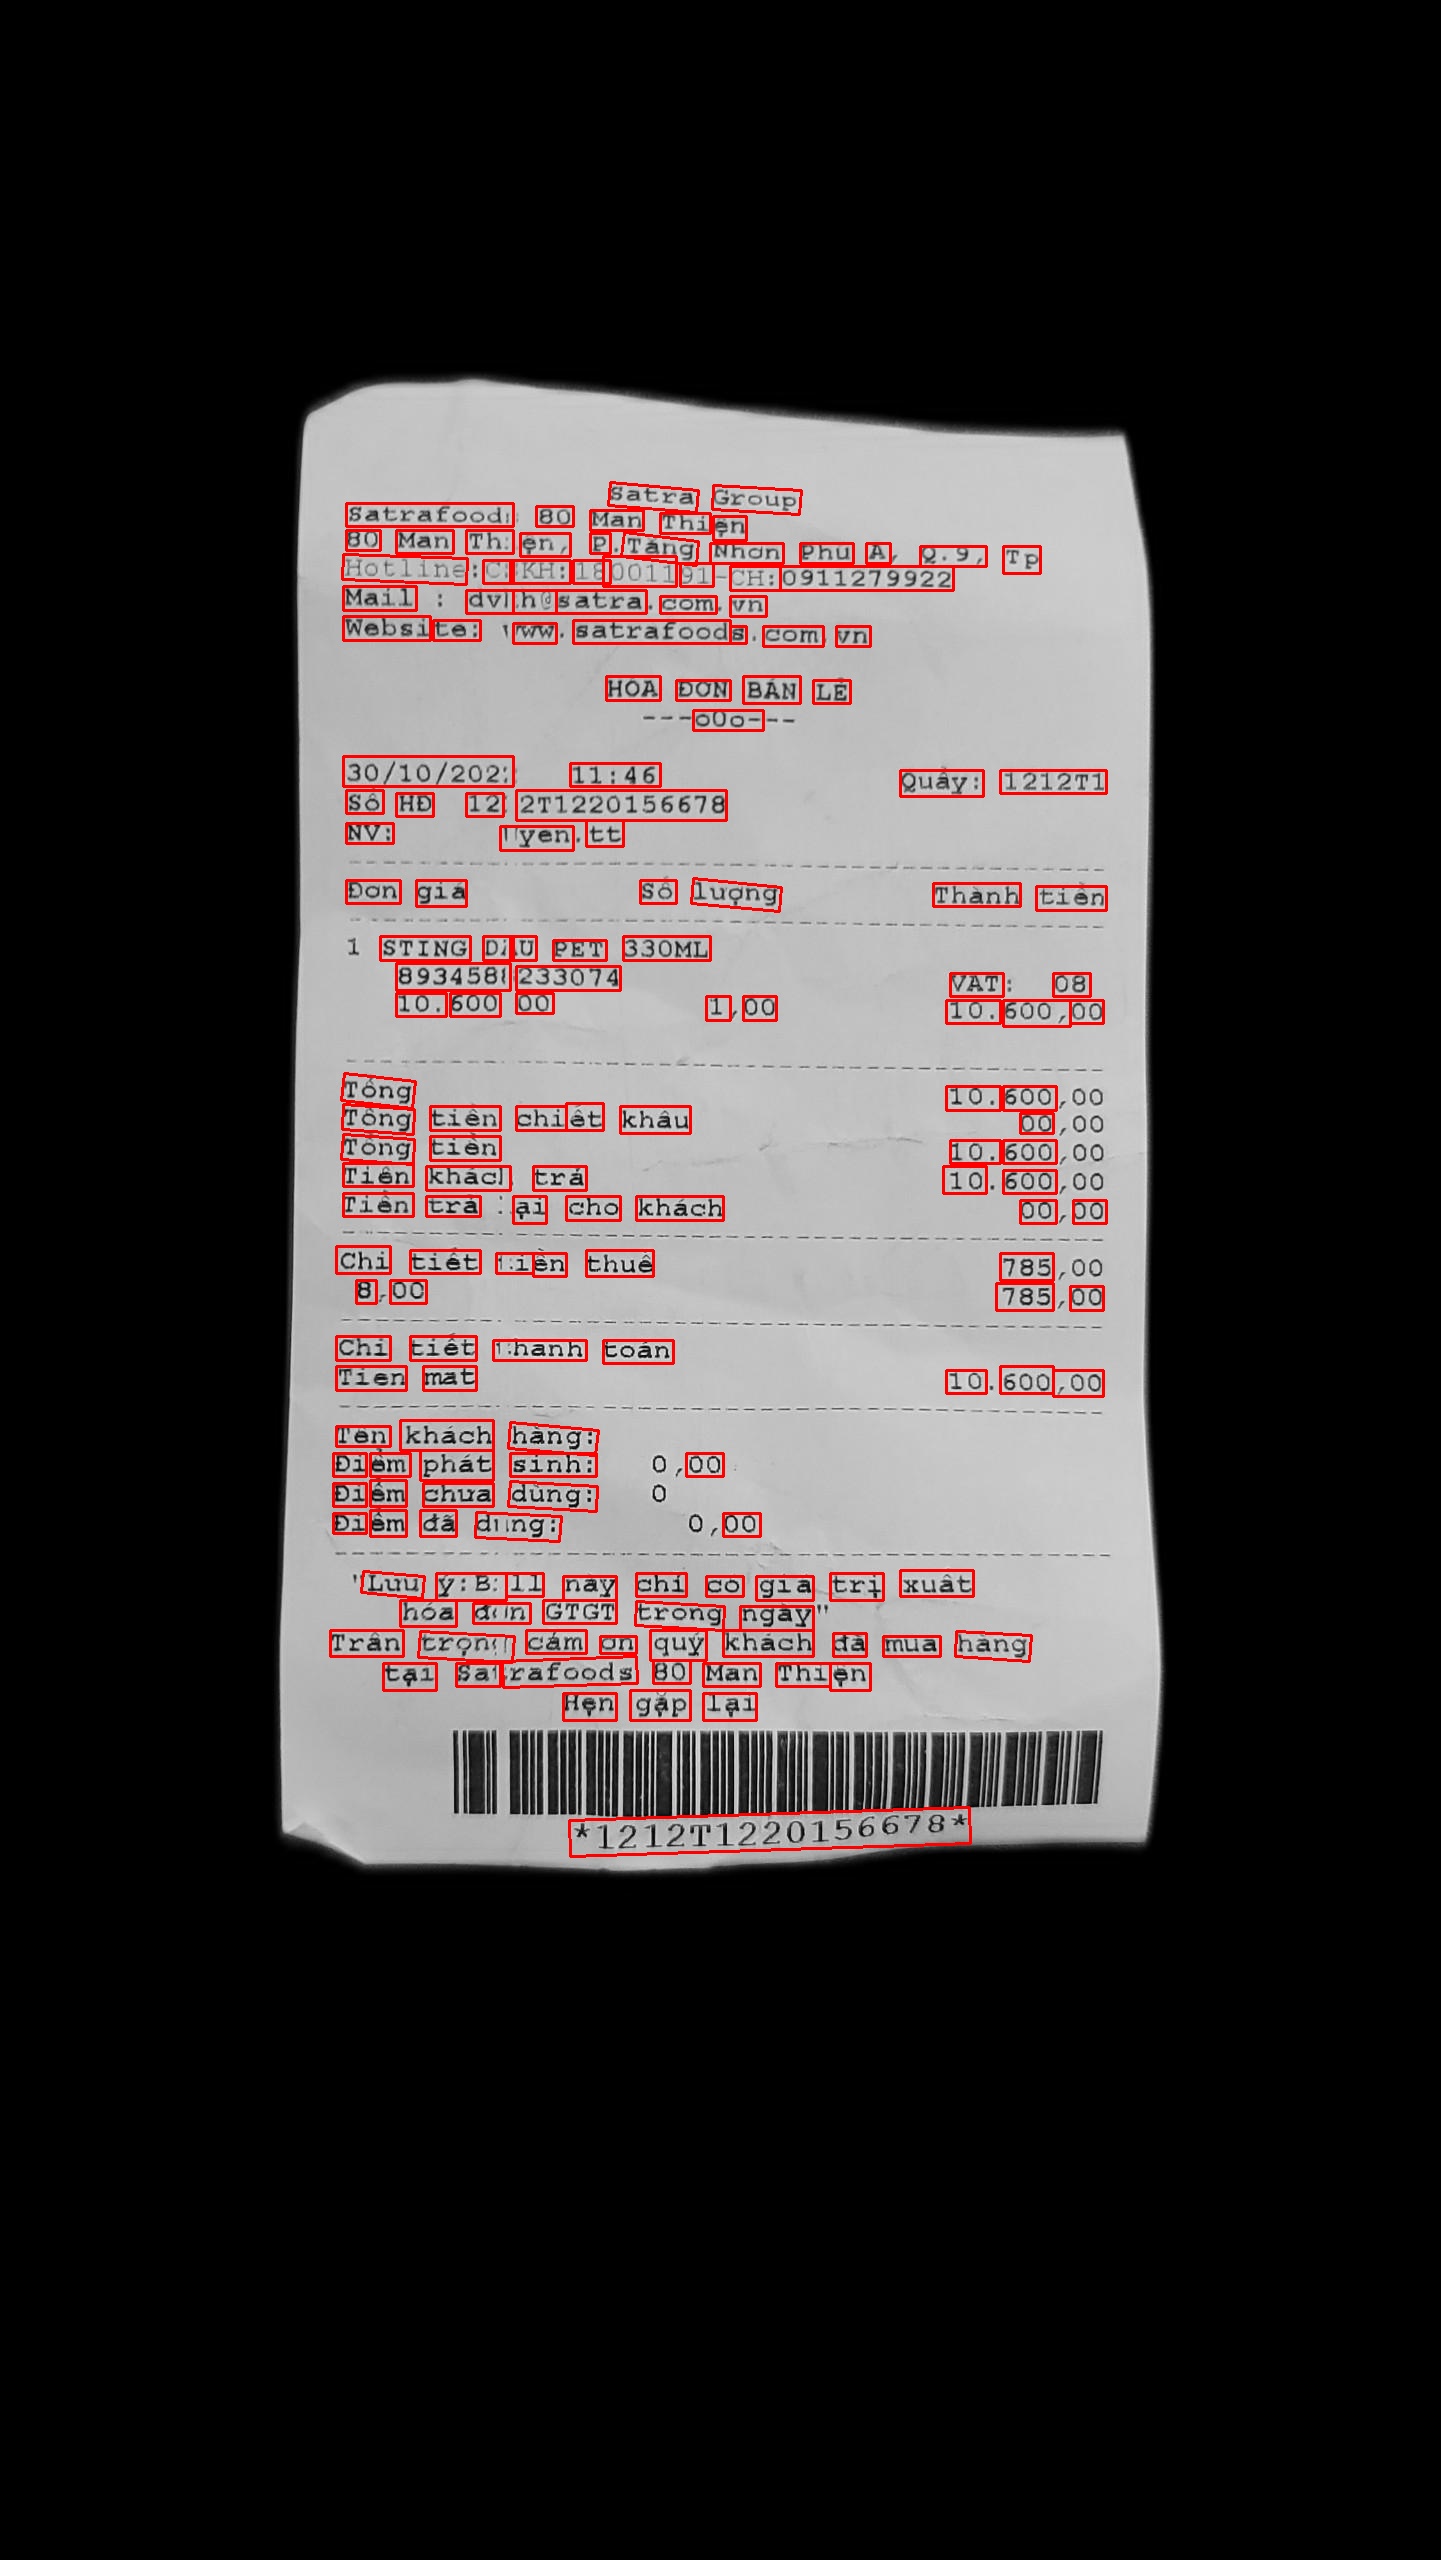 Satra Group
Satrafood: 80 Man Thiện
80 Man Thiện, P.Tăng Nhơn Phú A, Q.9, Tp
Hotline:CSKH:18001191-CH:0911279922
Mail : dvkh@satra.com.vn
Website: www.satrafoods.com.vn
HÓA ĐƠN BÁN LẺ
---oOo---
30/10/202 11:46 Quầy: 1212T1
Số HĐ 1212T1220156678
NV: yen.tt
Đơn giá Số lượng Thành tiền
1 STING DÂU PET 330ML
8934588233074 VAT: 08
10.600 00 1,00 10.600,00
Tổng 10.600,00
Tổng tiền chiết khấu 00,00
Tổng tiền 10.600,00
Tiền khách trả 10.600,00
Tiền trả lại cho khách 00,00
Chi tiết tiền thuế 785,00
8,00 785,00
Chi tiết thanh toán
Tien mat 10.600,00
Tên khách hàng:
Điểm phát sinh: 0,00
Điểm chưa dùng: 0
Điểm đã dùng: 0,00
"Lưu ý:Bill này chỉ có giá trị xuất
hóa đơn GTGT trong ngày"
Trân trọng cám ơn quý khách đã mua hàng
tại Satrafoods 80 Man Thiện
Hẹn gặp lại
*1212T1220156678*